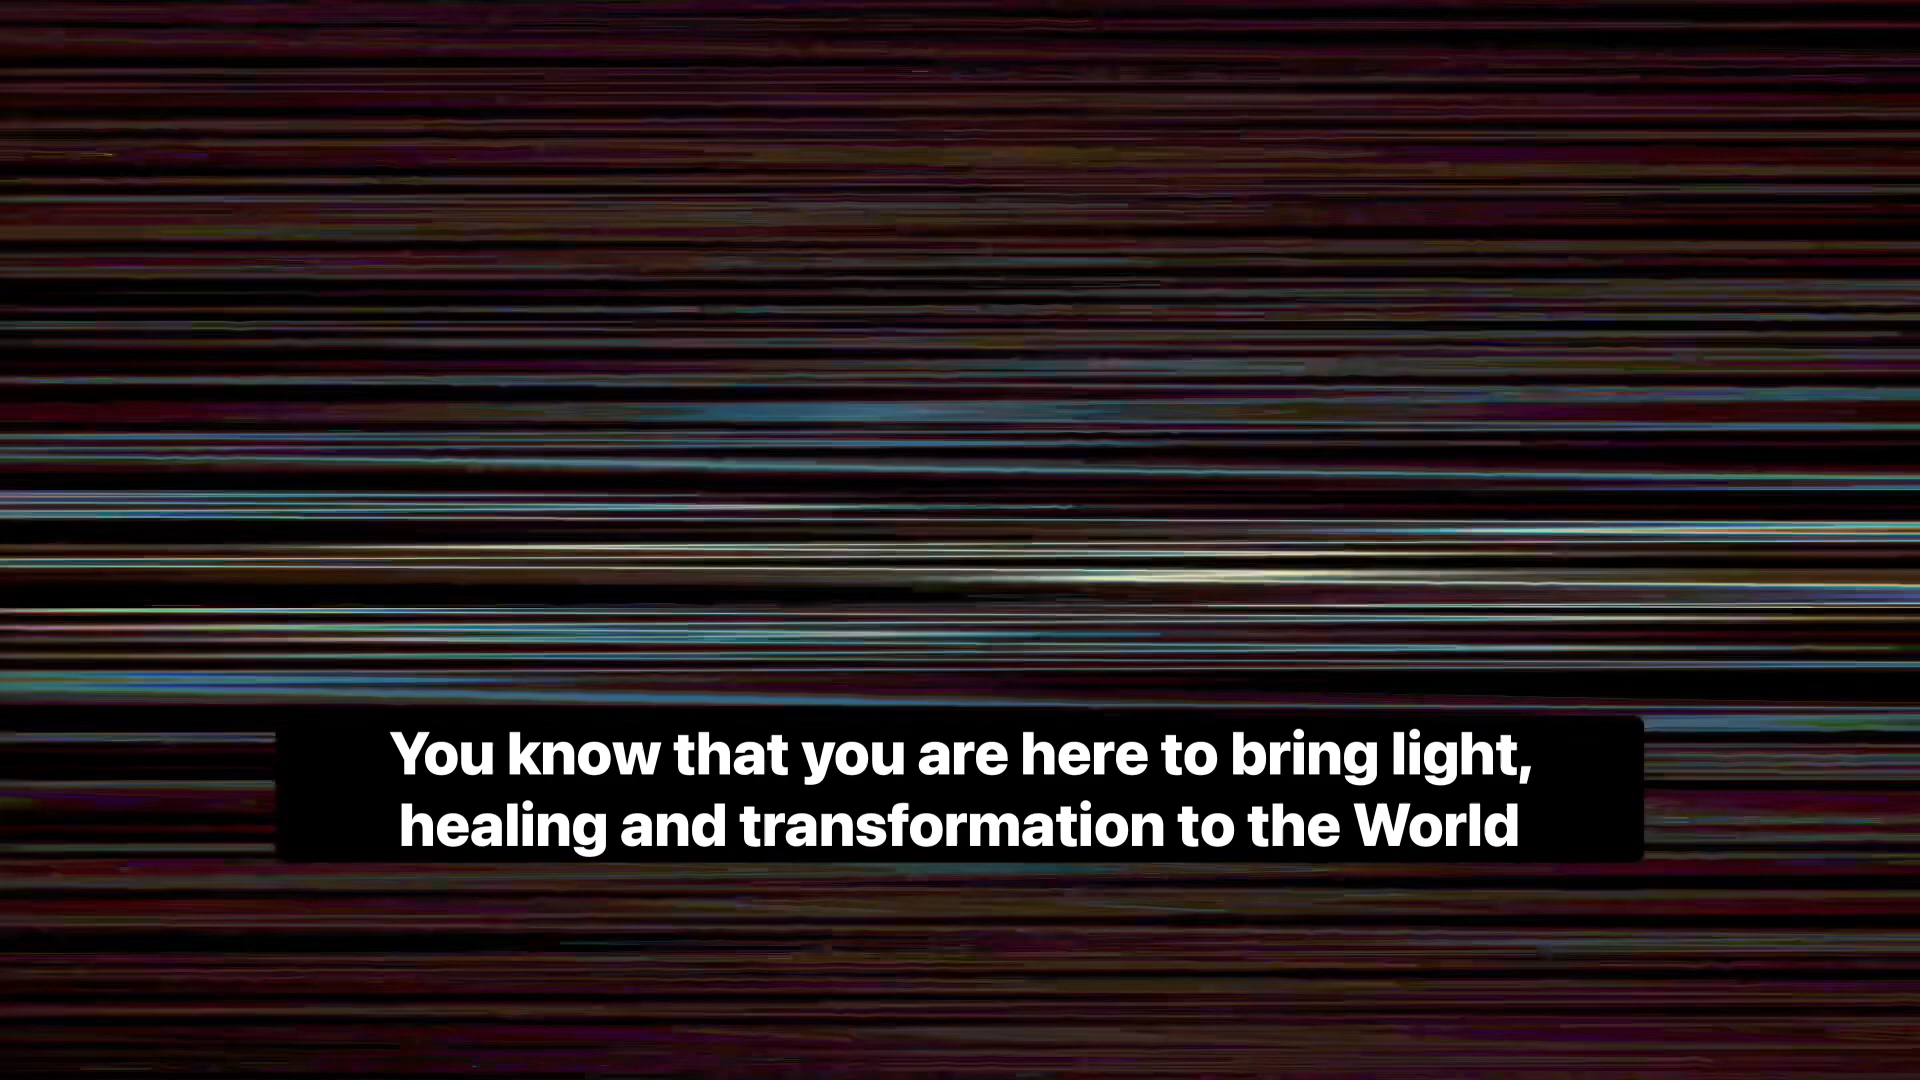 You know that you are here to bring light,
healing and transformation to the World